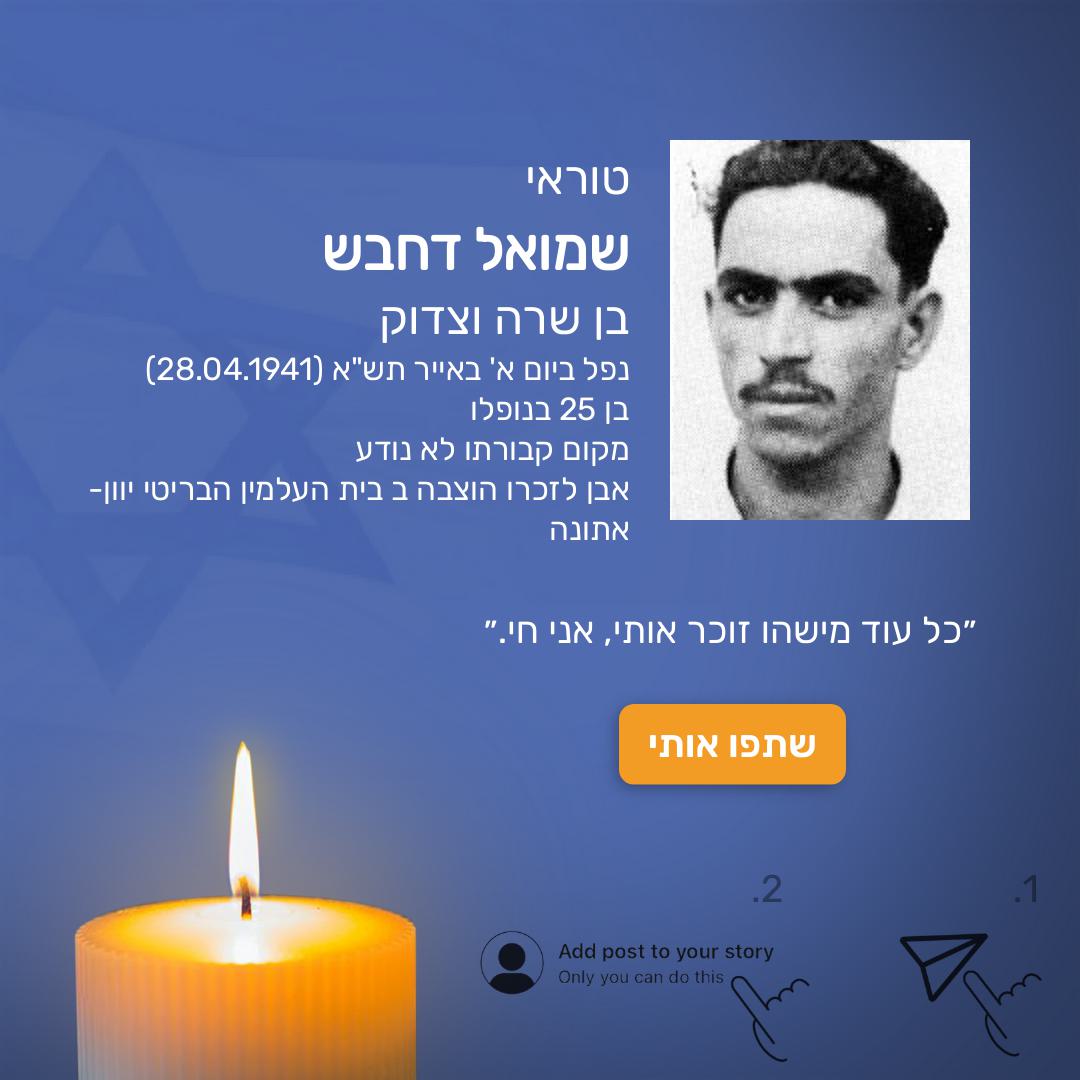 טוראי
שמואל דחבש
בן שרה וצדוק
נפל ביום א' באייר תש"א (28.04.1941)
בן 25 בנופלו
מקום קבורתו לא נודע
אבן לזכרו הוצבה ב בית העלמין הבריטי יוון-
אתונה
״כל עוד מישהו זוכר אותי, אני חי.״
שתפו אותי
1.
2.
Add post to your story
Only you can do this